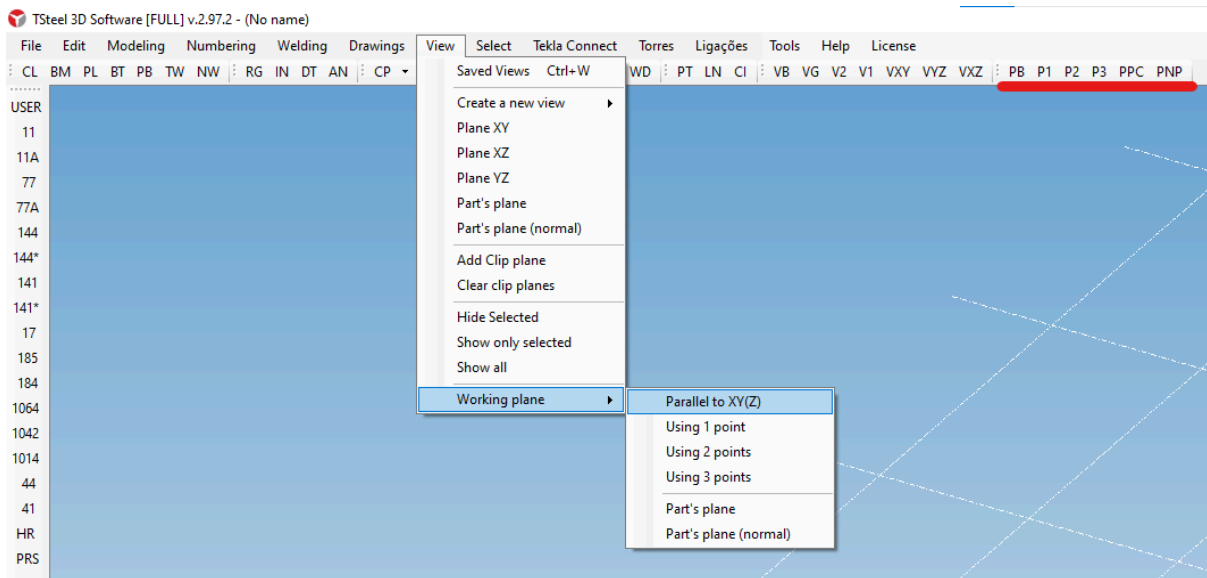 TSteel 3D Software [FULL] v.2.97.2 - (No name)
File Edit Modeling Numbering Welding Drawings View Select Tekla Connect Torres Ligações Tools Help License
CL BM PL BT PB TW NW RG IN DT AN CP WD PT LN CI VB VG V2 V1 VXY VYZ VXZ PB P1 P2 P3 PPC PNP
USER
11
11A
77
77A
144
144*
141
141*
17
185
184
1064
1042
1014
44
41
HR
PRS
Saved Views Ctrl+W
Create a new view
Plane XY
Plane XZ
Plane YZ
Part's plane
Part's plane (normal)
Add Clip plane
Clear clip planes
Hide Selected
Show only selected
Show all
Working plane
Parallel to XY(Z)
Using 1 point
Using 2 points
Using 3 points
Part's plane
Part's plane (normal)